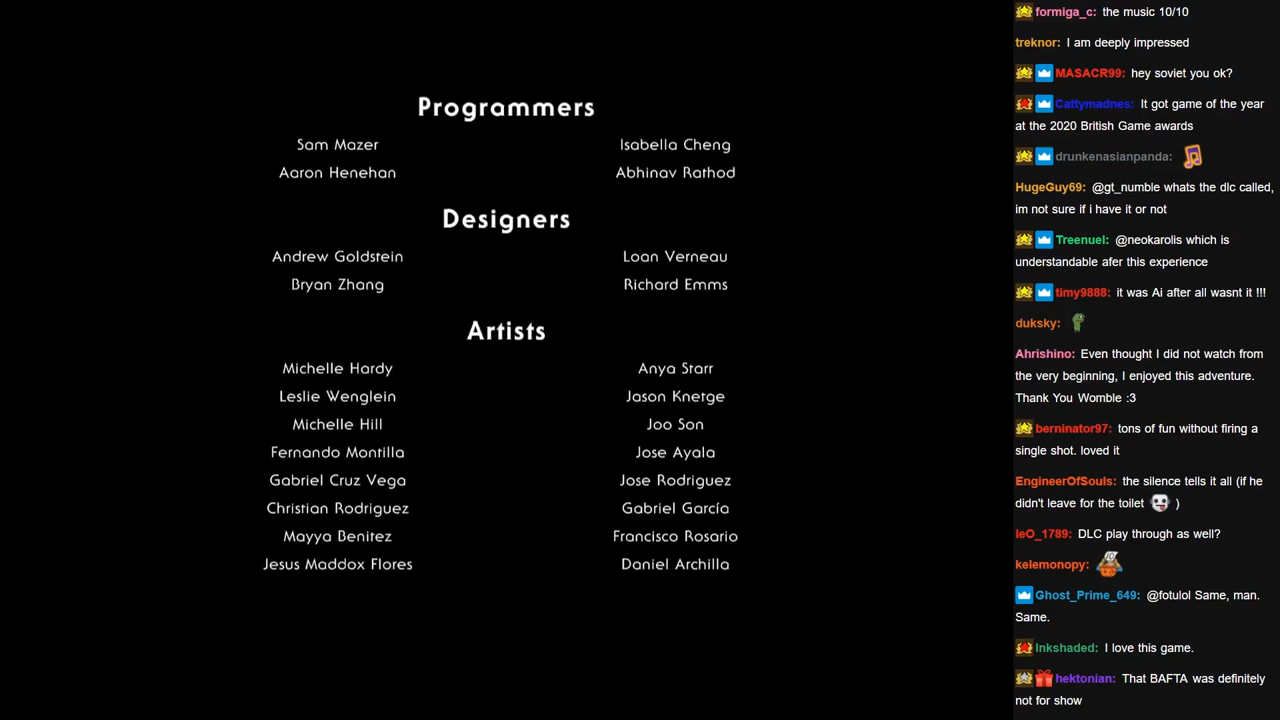 Programmers
Sam Mazer Isabella Cheng
Aaron Henehan Abhinav Rathod
Designers
Andrew Goldstein Loan Verneau
Bryan Zhang Richard Emms
Artists
Michelle Hardy Anya Starr
Leslie Wenglein Jason Knetge
Michelle Hill Joo Son
Fernando Montilla Jose Ayala
Gabriel Cruz Vega Jose Rodriguez
Christian Rodriguez Gabriel García
Mayya Benitez Francisco Rosario
Jesus Maddox Flores Daniel Archilla
formiga_c: the music 10/10
treknor: I am deeply impressed
MASACR99: hey soviet you ok?
Cattymadnes: It got game of the year
at the 2020 British Game awards
drunkenasianpanda:
HugeGuy69: @gt_numble whats the dlc called,
im not sure if i have it or not
Treenuel: @neokarolis which is
understandable afer this experience
timy9888: it was Ai after all wasnt it !!!
duksky:
Ahrishino: Even thought I did not watch from
the very beginning, I enjoyed this adventure.
Thank You Womble :3
berninator97: tons of fun without firing a
single shot. loved it
EngineerOfSouls: the silence tells it all (if he
didn't leave for the toilet )
leO_1789: DLC play through as well?
kelemonopy:
Ghost_Prime_649: @fotulol Same, man.
Same.
Inkshaded: I love this game.
hektonian: That BAFTA was definitely
not for show